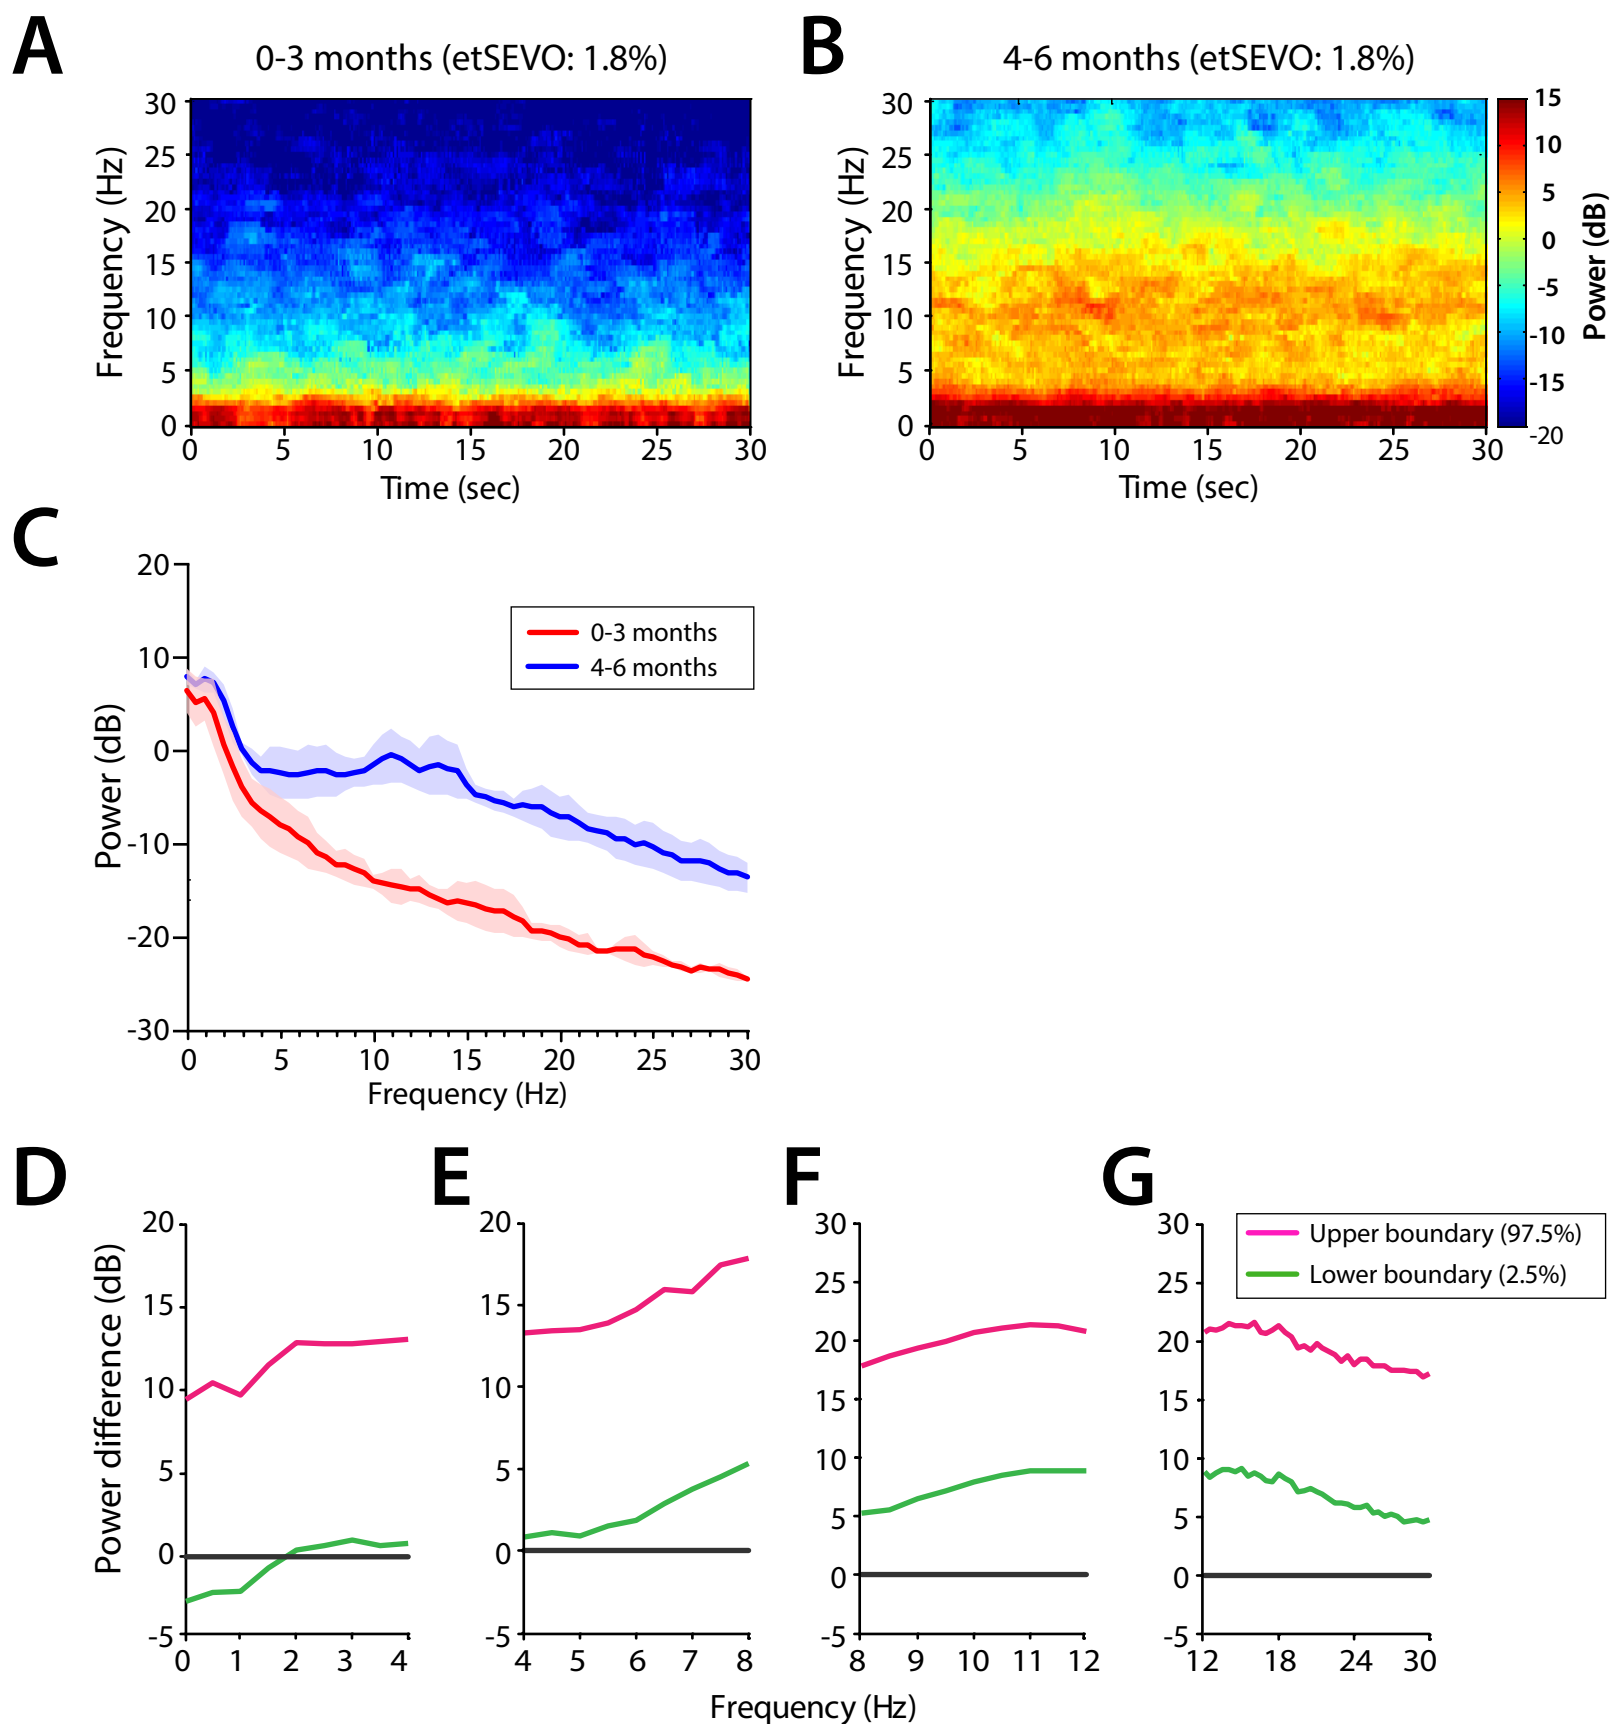 A
0-3 months (etSEVO: 1.8%)
30
25
20
15
10
5
0
Frequency (Hz)
0 5 10 15 20 25 30
Time (sec)
B
4-6 months (etSEVO: 1.8%)
30
25
20
15
10
5
0
Frequency (Hz)
0 5 10 15 20 25 30
Time (sec)
15
10
5
0
-5
-10
-15
-20
Power (dB)
C
20
10
0
-10
-20
-30
Power (dB)
0-3 months
4-6 months
0 5 10 15 20 25 30
Frequency (Hz)
D
20
15
10
5
0
-5
Power difference (dB)
0 1 2 3 4
E
20
15
10
5
0
-5
4 5 6 7 8
F
30
25
20
15
10
5
0
-5
8 9 10 11 12
G
30
25
20
15
10
5
0
-5
12 18 24 30
Upper boundary (97.5%)
Lower boundary (2.5%)
Frequency (Hz)